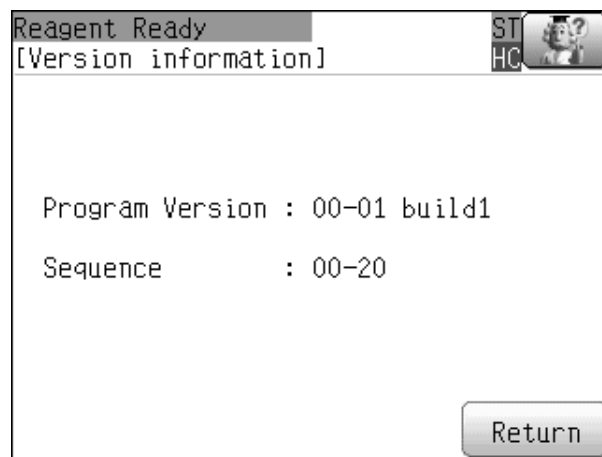 Reagent Ready ST
[Version information] HC
Program Version : 00-01 build1
Sequence : 00-20
Return